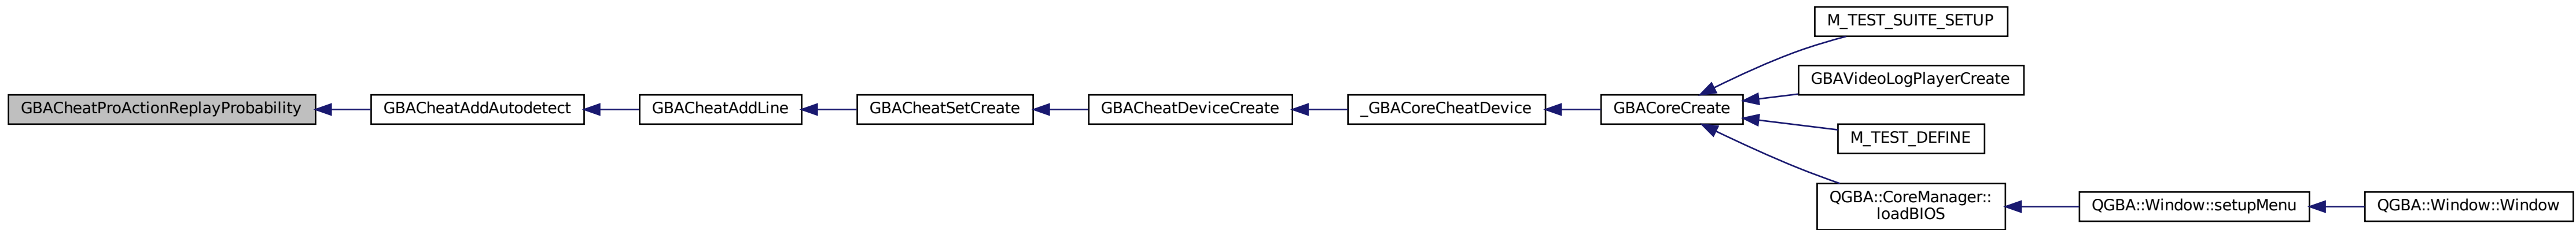 GBACheatProActionReplayProbability
GBACheatAddAutodetect
GBACheatAddLine
GBACheatSetCreate
GBACheatDeviceCreate
_GBACoreCheatDevice
GBACoreCreate
M_TEST_SUITE_SETUP
GBAVideoLogPlayerCreate
M_TEST_DEFINE
QGBA::CoreManager::
loadBIOS
QGBA::Window::setupMenu
QGBA::Window::Window